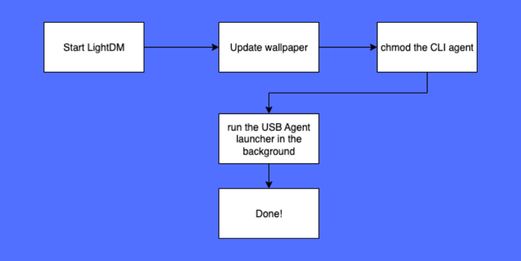 Start LightDM
Update wallpaper
chmod the CLI agent
run the USB Agent
launcher in the
background
Done!